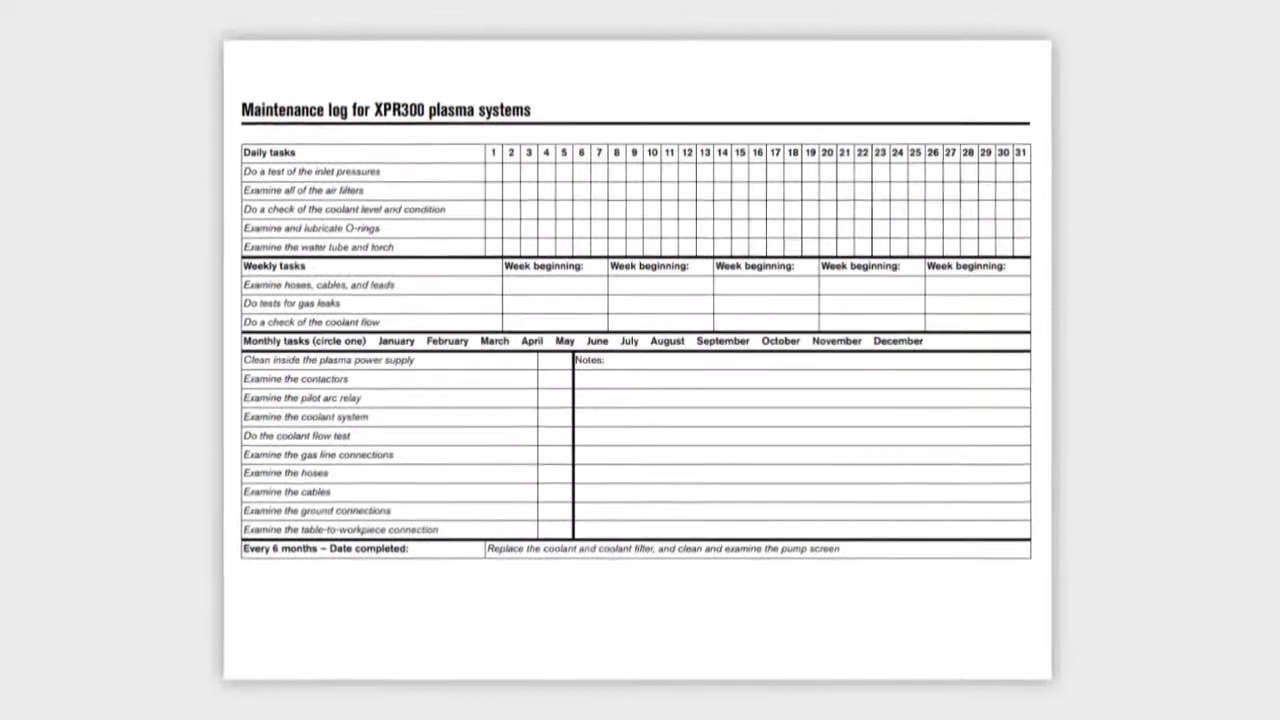 Maintenance log for XPR300 plasma systems
Daily tasks 1 2 3 4 5 6 7 8 9 10 11 12 13 14 15 16 17 18 19 20 21 22 23 24 25 26 27 28 29 30 31
Do a test of the inlet pressures
Examine all of the air filters
Do a check of the coolant level and condition
Examine and lubricate O-rings
Examine the water tube and torch
Weekly tasks Week beginning: Week beginning: Week beginning: Week beginning: Week beginning:
Examine hoses, cables, and leads
Do tests for gas leaks
Do a check of the coolant flow
Monthly tasks (circle one) January February March April May June July August September October November December
Clean inside the plasma power supply Notes:
Examine the contactors
Examine the pilot arc relay
Examine the coolant system
Do the coolant flow test
Examine the gas line connections
Examine the hoses
Examine the cables
Examine the ground connections
Examine the table-to-workpiece connection
Every 6 months – Date completed: Replace the coolant and coolant filter, and clean and examine the pump screen